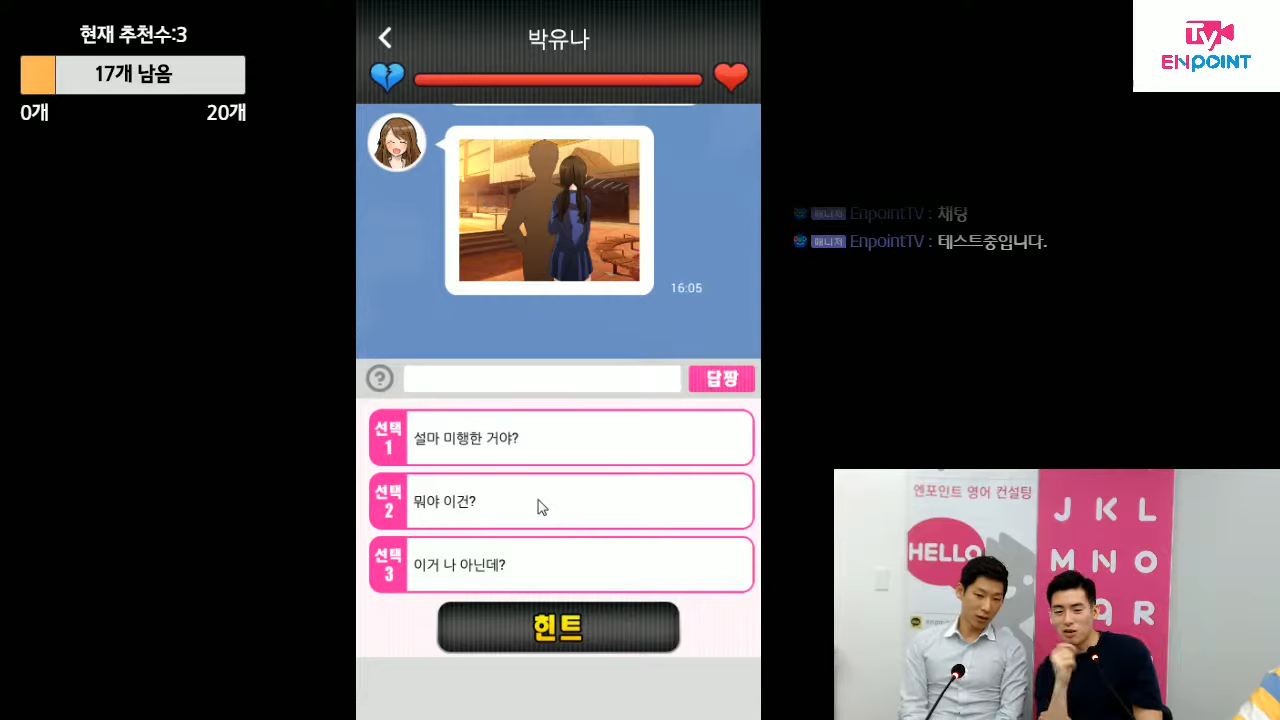 현재 추천수:3
17개 남음
0개
20개
박유나
16:05
답짱
선택
1
설마 미행한 거야?
선택
2
뭐야 이건?
선택
3
이거 나 아닌데?
힌트
TV
ENPOINT
매니저 EnpointTV : 채팅
매니저 EnpointTV : 테스트중입니다.
엔포인트 영어 컨설팅
HELLO
J K L
M N O
Q R